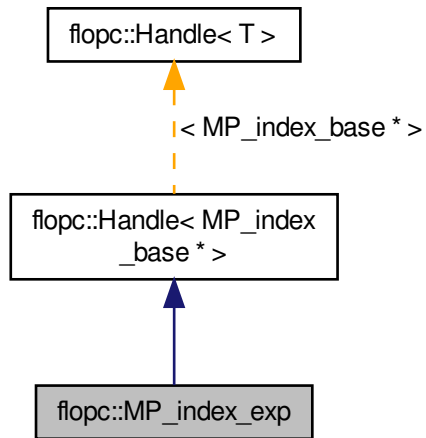 flopc::Handle< T >
< MP_index_base * >
flopc::Handle< MP_index
_base * >
flopc::MP_index_exp